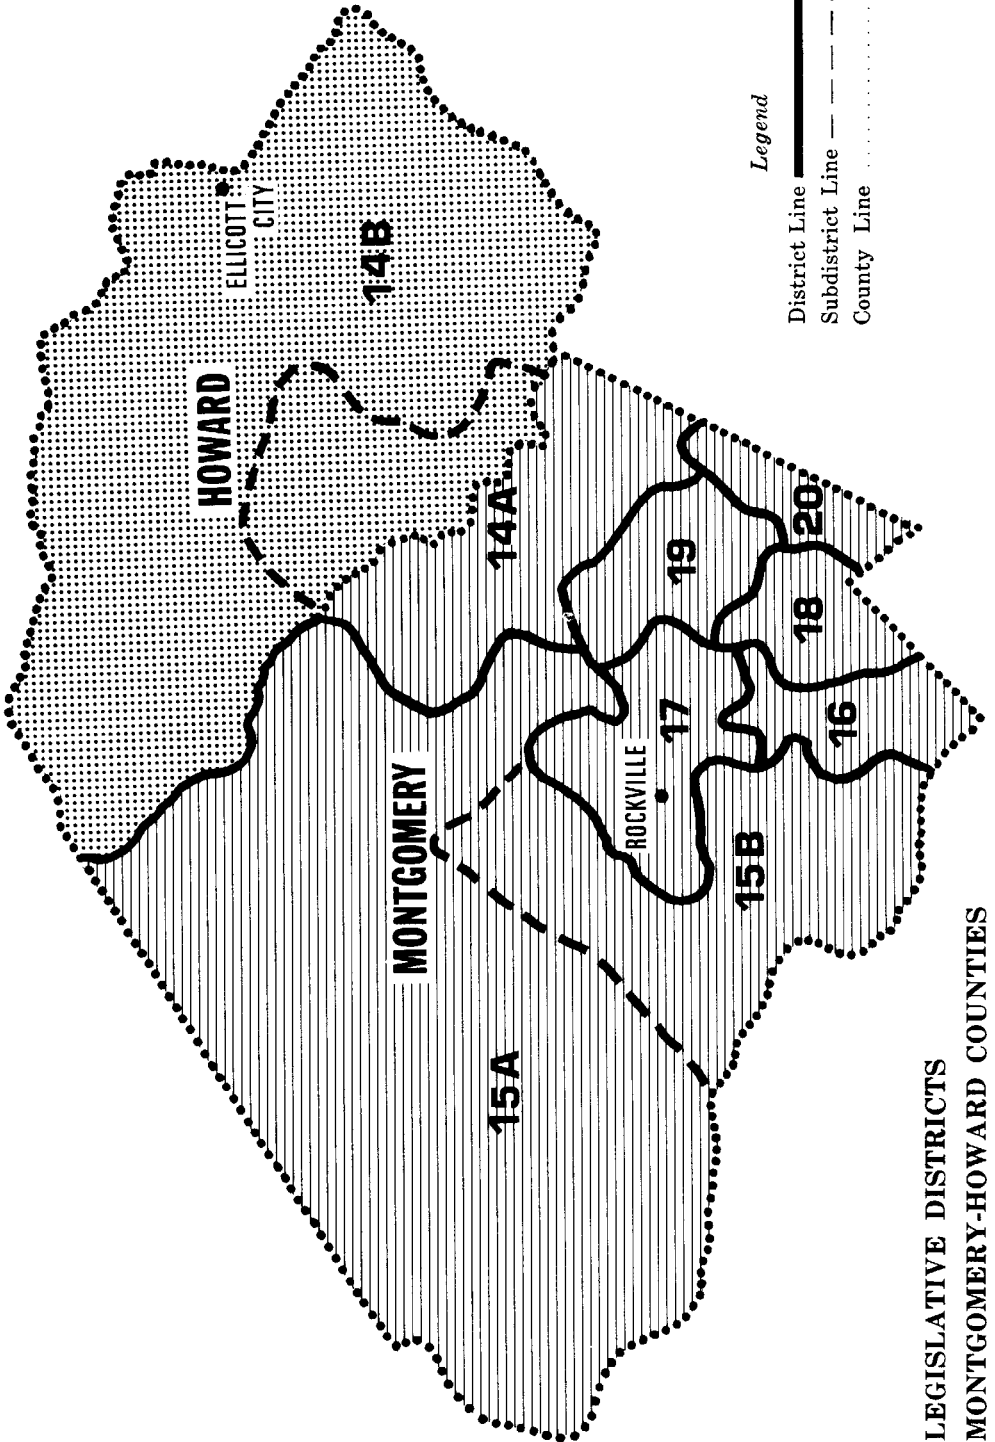 HOWARD
ELLICOTT
CITY
14B
14A
MONTGOMERY
15A
19
20
18
17
ROCKVILLE
16
15B
Legend
District Line
Subdistrict Line
County Line
LEGISLATIVE DISTRICTS
MONTGOMERY-HOWARD COUNTIES